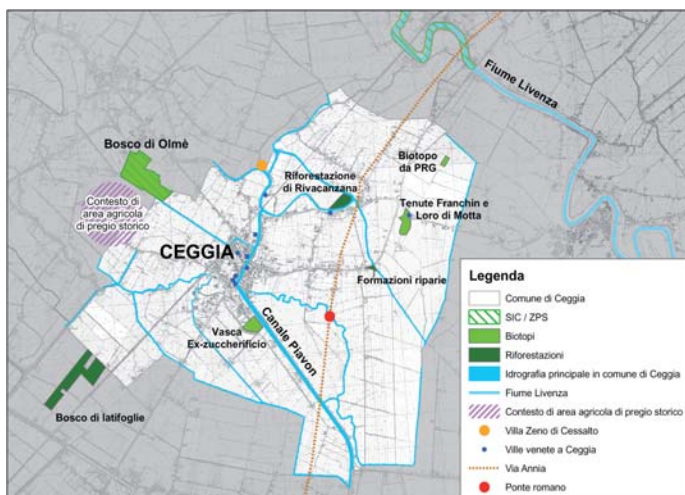 Fiume Livenza
Bosco di Olmè
Biotopo
da PRG
Riforestazione
di Rivacanzana
Contesto di
area agricola
di pregio storico
Tenute Franchin e
Loro di Motta
CEGGIA
Formazioni riparie
Canale Piavon
Vasca
Ex-zuccherificio
Bosco di latifoglie
Legenda
Comune di Ceggia
SIC / ZPS
Biotopi
Riforestazioni
Idrografia principale in comune di Ceggia
Fiume Livenza
Contesto di area agricola di pregio storico
Villa Zeno di Cessalto
Ville venete a Ceggia
Via Annia
Ponte romano